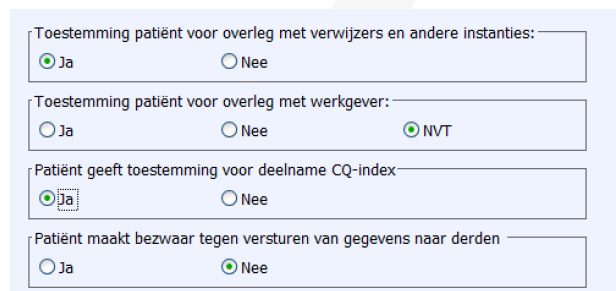 Toestemming patiënt voor overleg met verwijzers en andere instanties:
Ja Nee
Toestemming patiënt voor overleg met werkgever:
Ja Nee NVT
Patiënt geeft toestemming voor deelname CQ-index
Ja Nee
Patiënt maakt bezwaar tegen versturen van gegevens naar derden
Ja Nee